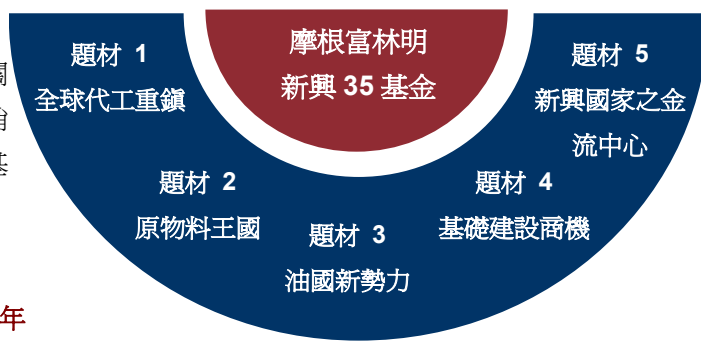 摩根富林明
新興 35 基金
題材 1
全球代工重鎮
題材 2
原物料王國
題材 3
油國新勢力
題材 4
基礎建設商機
題材 5
新興國家之金
流中心
年